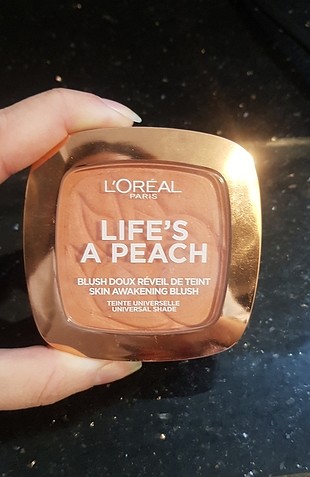 L'ORÉAL
PARIS
LIFE'S
A PEACH
BLUSH DOUX RÉVEIL DE TEINT
SKIN AWAKENING BLUSH
TEINTE UNIVERSELLE
UNIVERSAL SHADE